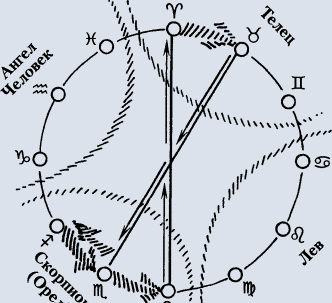 Ангел
Человек
Телец
Лев
Скорпион
(Орел
♈
♉
♊
♋
♌
♍
♏
♐
♑
♒
♓